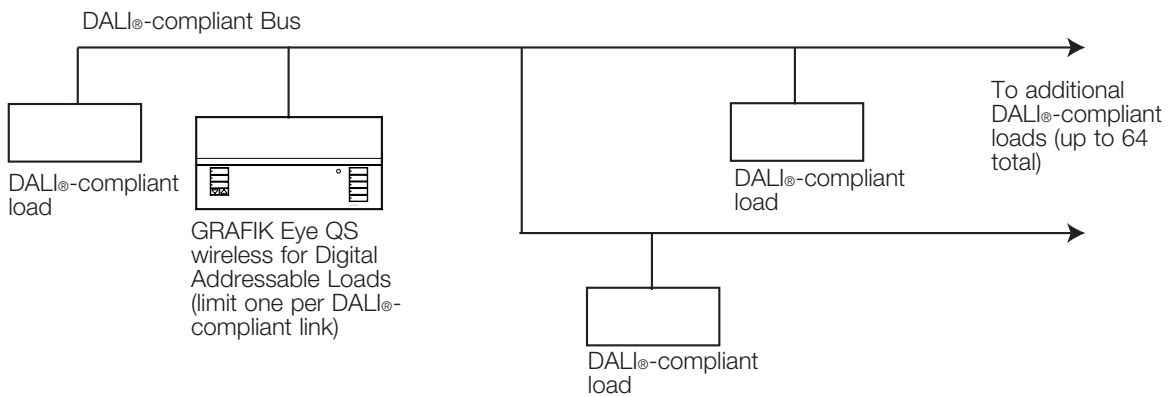 DALI®-compliant Bus
To additional
DALI®-compliant
loads (up to 64
total)
DALI®-compliant
load
GRAFIK Eye QS
wireless for Digital
Addressable Loads
(limit one per DALI®-
compliant link)
DALI®-compliant
load
DALI®-compliant
load